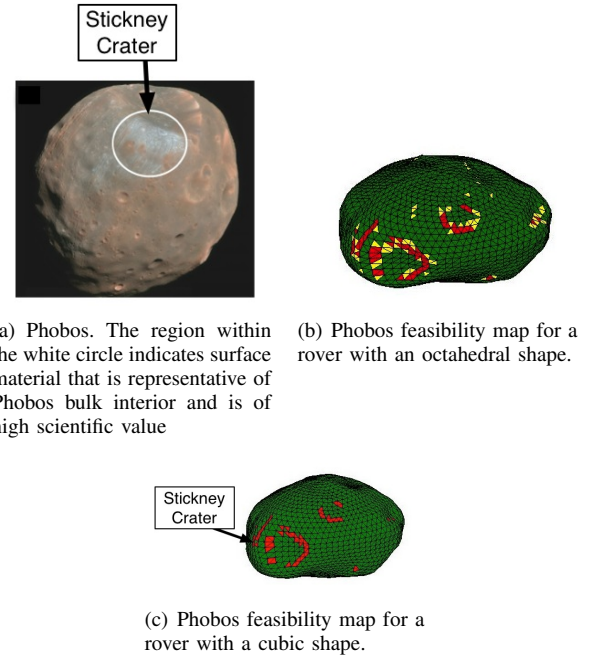 Stickney
Crater
a) Phobos. The region within
he white circle indicates surface
material that is representative of
Phobos bulk interior and is of
high scientific value
(b) Phobos feasibility map for a
rover with an octahedral shape.
Stickney
Crater
(c) Phobos feasibility map for a
rover with a cubic shape.